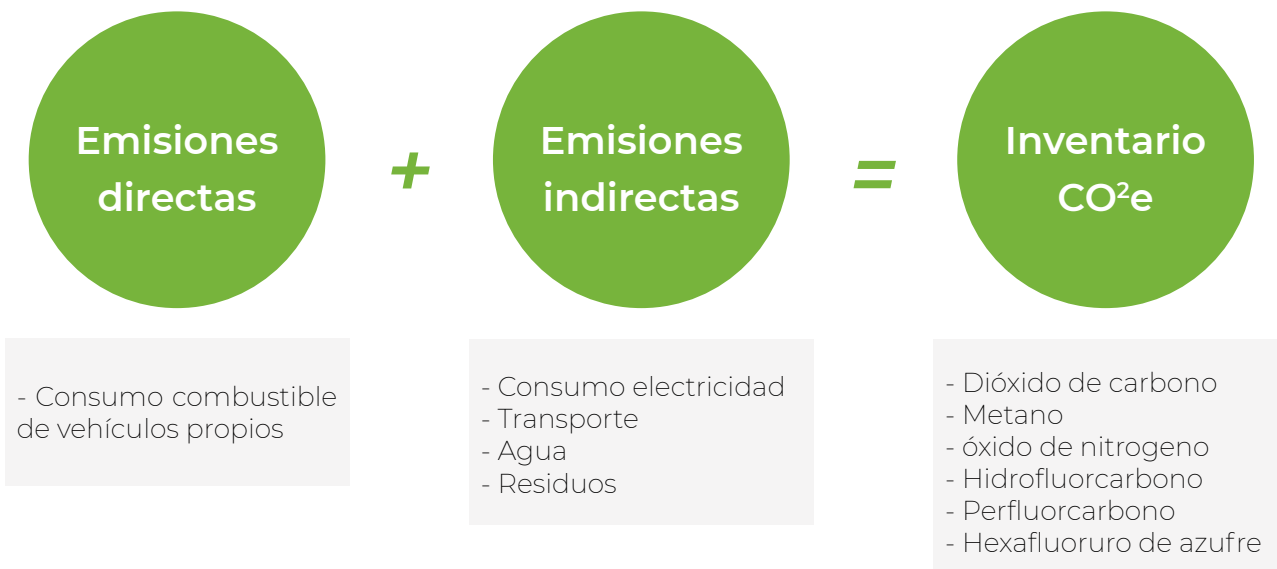 Emisiones
directas
+
Emisiones
indirectas
=
Inventario
CO²e
- Consumo combustible
de vehículos propios
- Consumo electricidad
- Transporte
- Agua
- Residuos
- Dióxido de carbono
- Metano
- óxido de nitrogeno
- Hidrofluorcarbono
- Perfluorcarbono
- Hexafluoruro de azufre